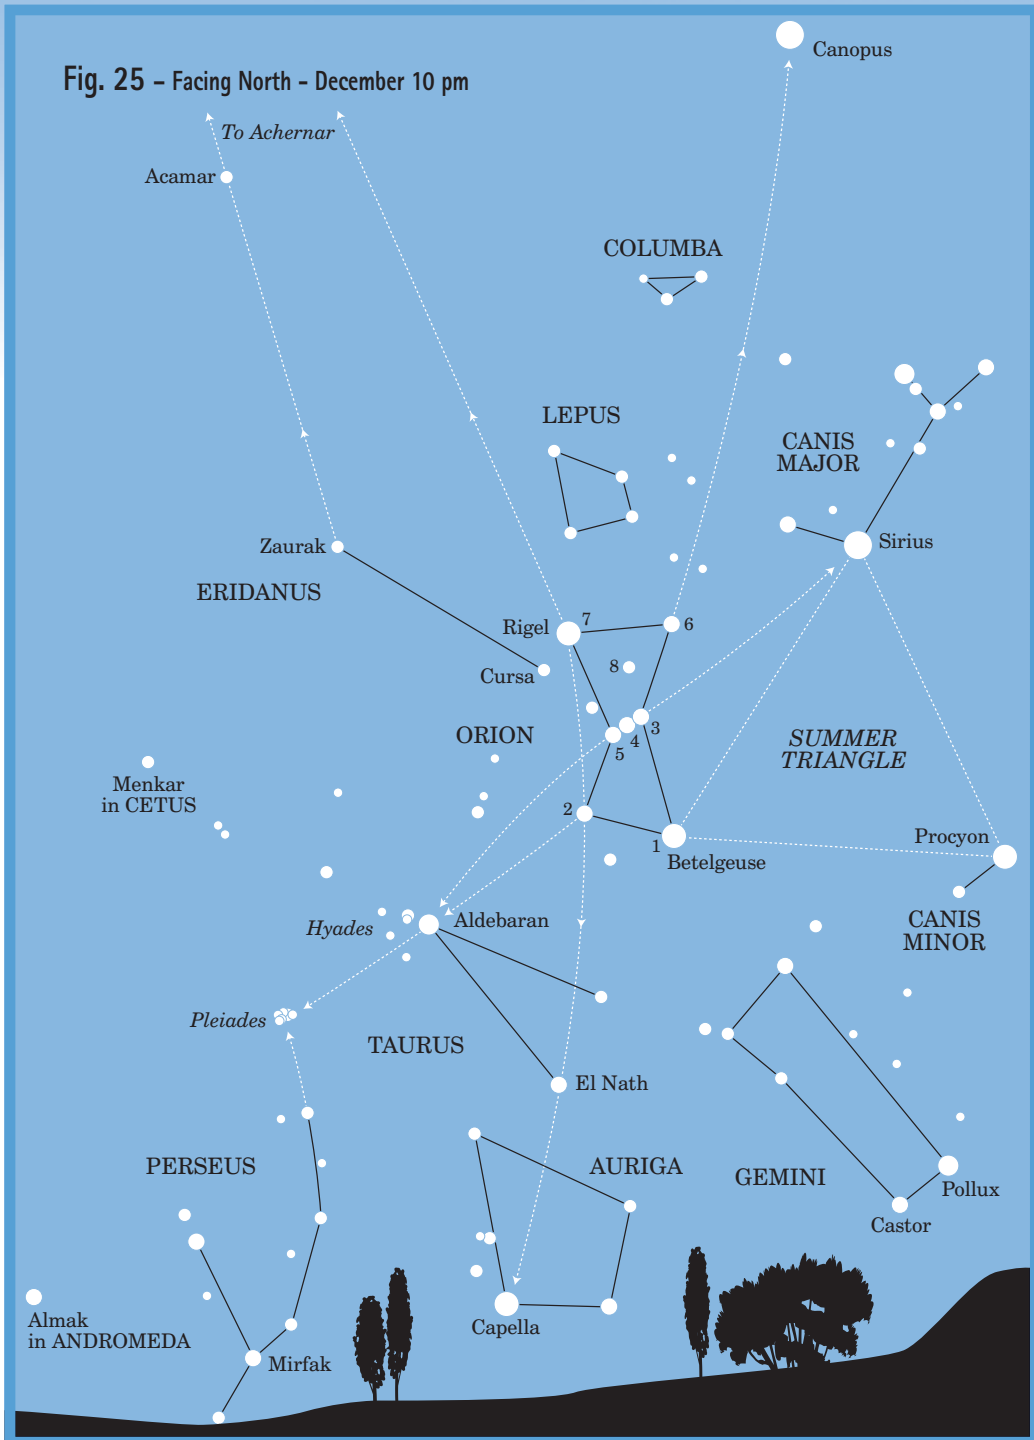 Canopus
Fig. 25 – Facing North – December 10 pm
To Achernar
Acamar
COLUMBA
LEPUS
CANIS
MAJOR
Sirius
Zaurak
ERIDANUS
Rigel
7
6
8
Cursa
3
4
5
ORION
SUMMER
TRIANGLE
Menkar
in CETUS
2
1
Betelgeuse
Procyon
CANIS
MINOR
Hyades
Aldebaran
Pleiades
TAURUS
El Nath
PERSEUS
AURIGA
GEMINI
Pollux
Castor
Almak
in ANDROMEDA
Capella
Mirfak